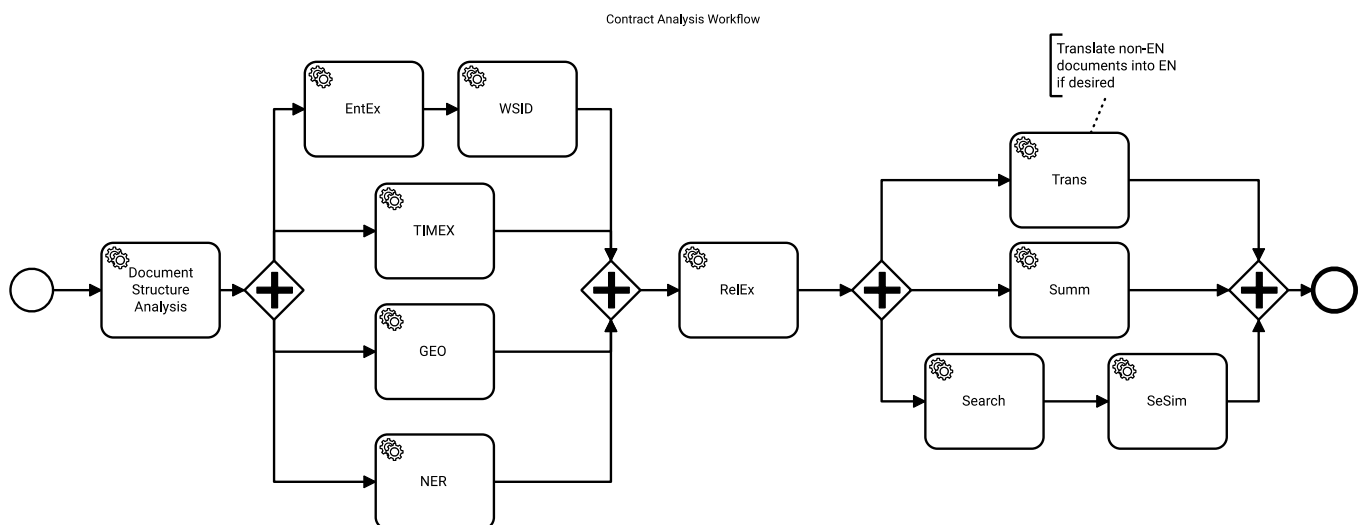 Contract Analysis Workflow
Translate non-EN
documents into EN
if desired
EntEx
WSID
Trans
TIMEX
Document
Structure
Analysis
RelEx
Summ
GEO
Search
SeSim
NER